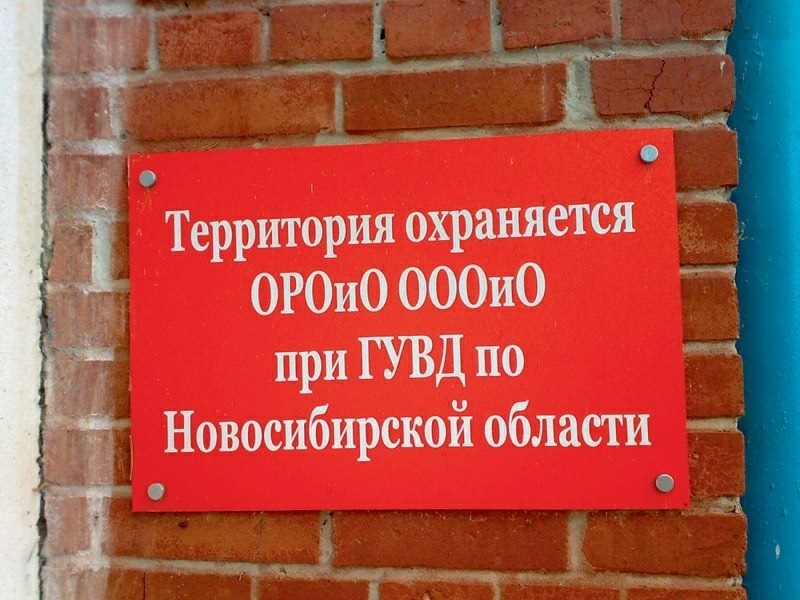 Территория охраняется
ОРОиО ОООиО
при ГУВД по
Новосибирской области